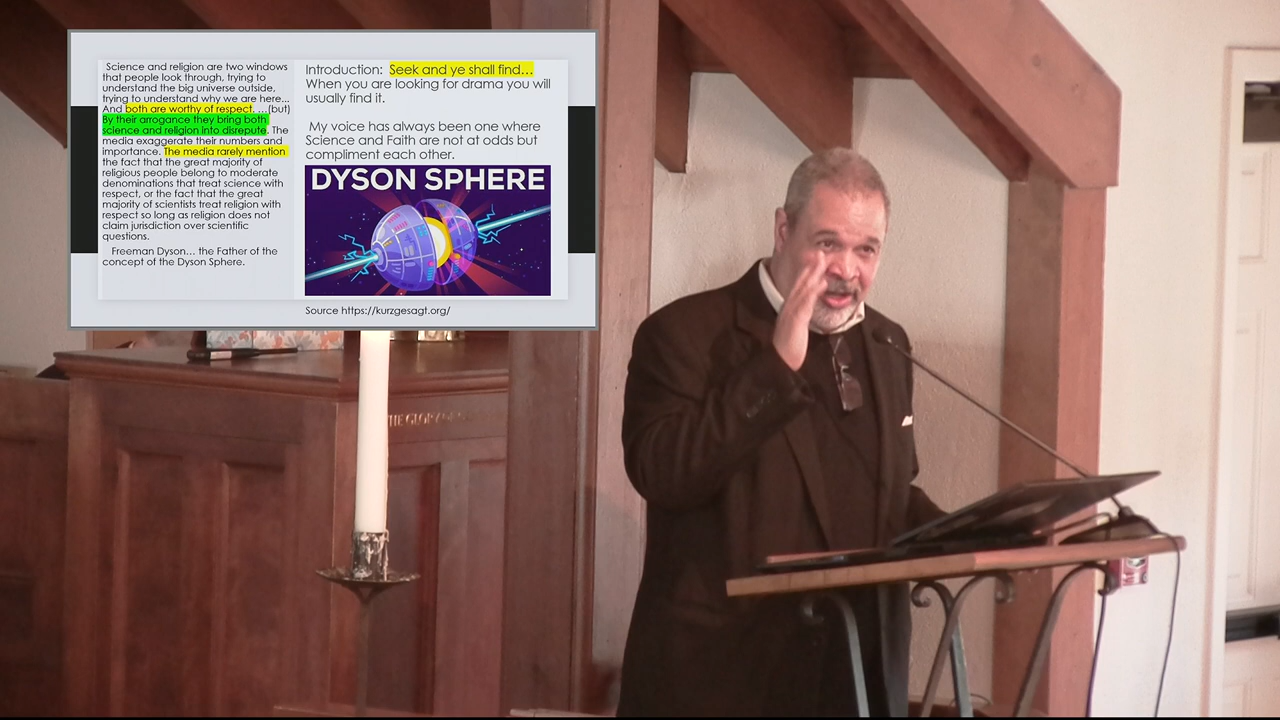 Science and religion are two windows
that people look through, trying to
understand the big universe outside,
trying to understand why we are here...
And both are worthy of respect. ...(but)
By their arrogance they bring both
science and religion into disrepute. The
media exaggerate their numbers and
importance. The media rarely mention
the fact that the great majority of
religious people belong to moderate
denominations that treat science with
respect, or the fact that the great
majority of scientists treat religion with
respect so long as religion does not
claim jurisdiction over scientific
questions.
Freeman Dyson... the Father of the
concept of the Dyson Sphere.
Introduction: Seek and ye shall find...
When you are looking for drama you will
usually find it.
My voice has always been one where
Science and Faith are not at odds but
compliment each other.
DYSON SPHERE
Source https://kurzgesagt.org/
THE GLORY OF